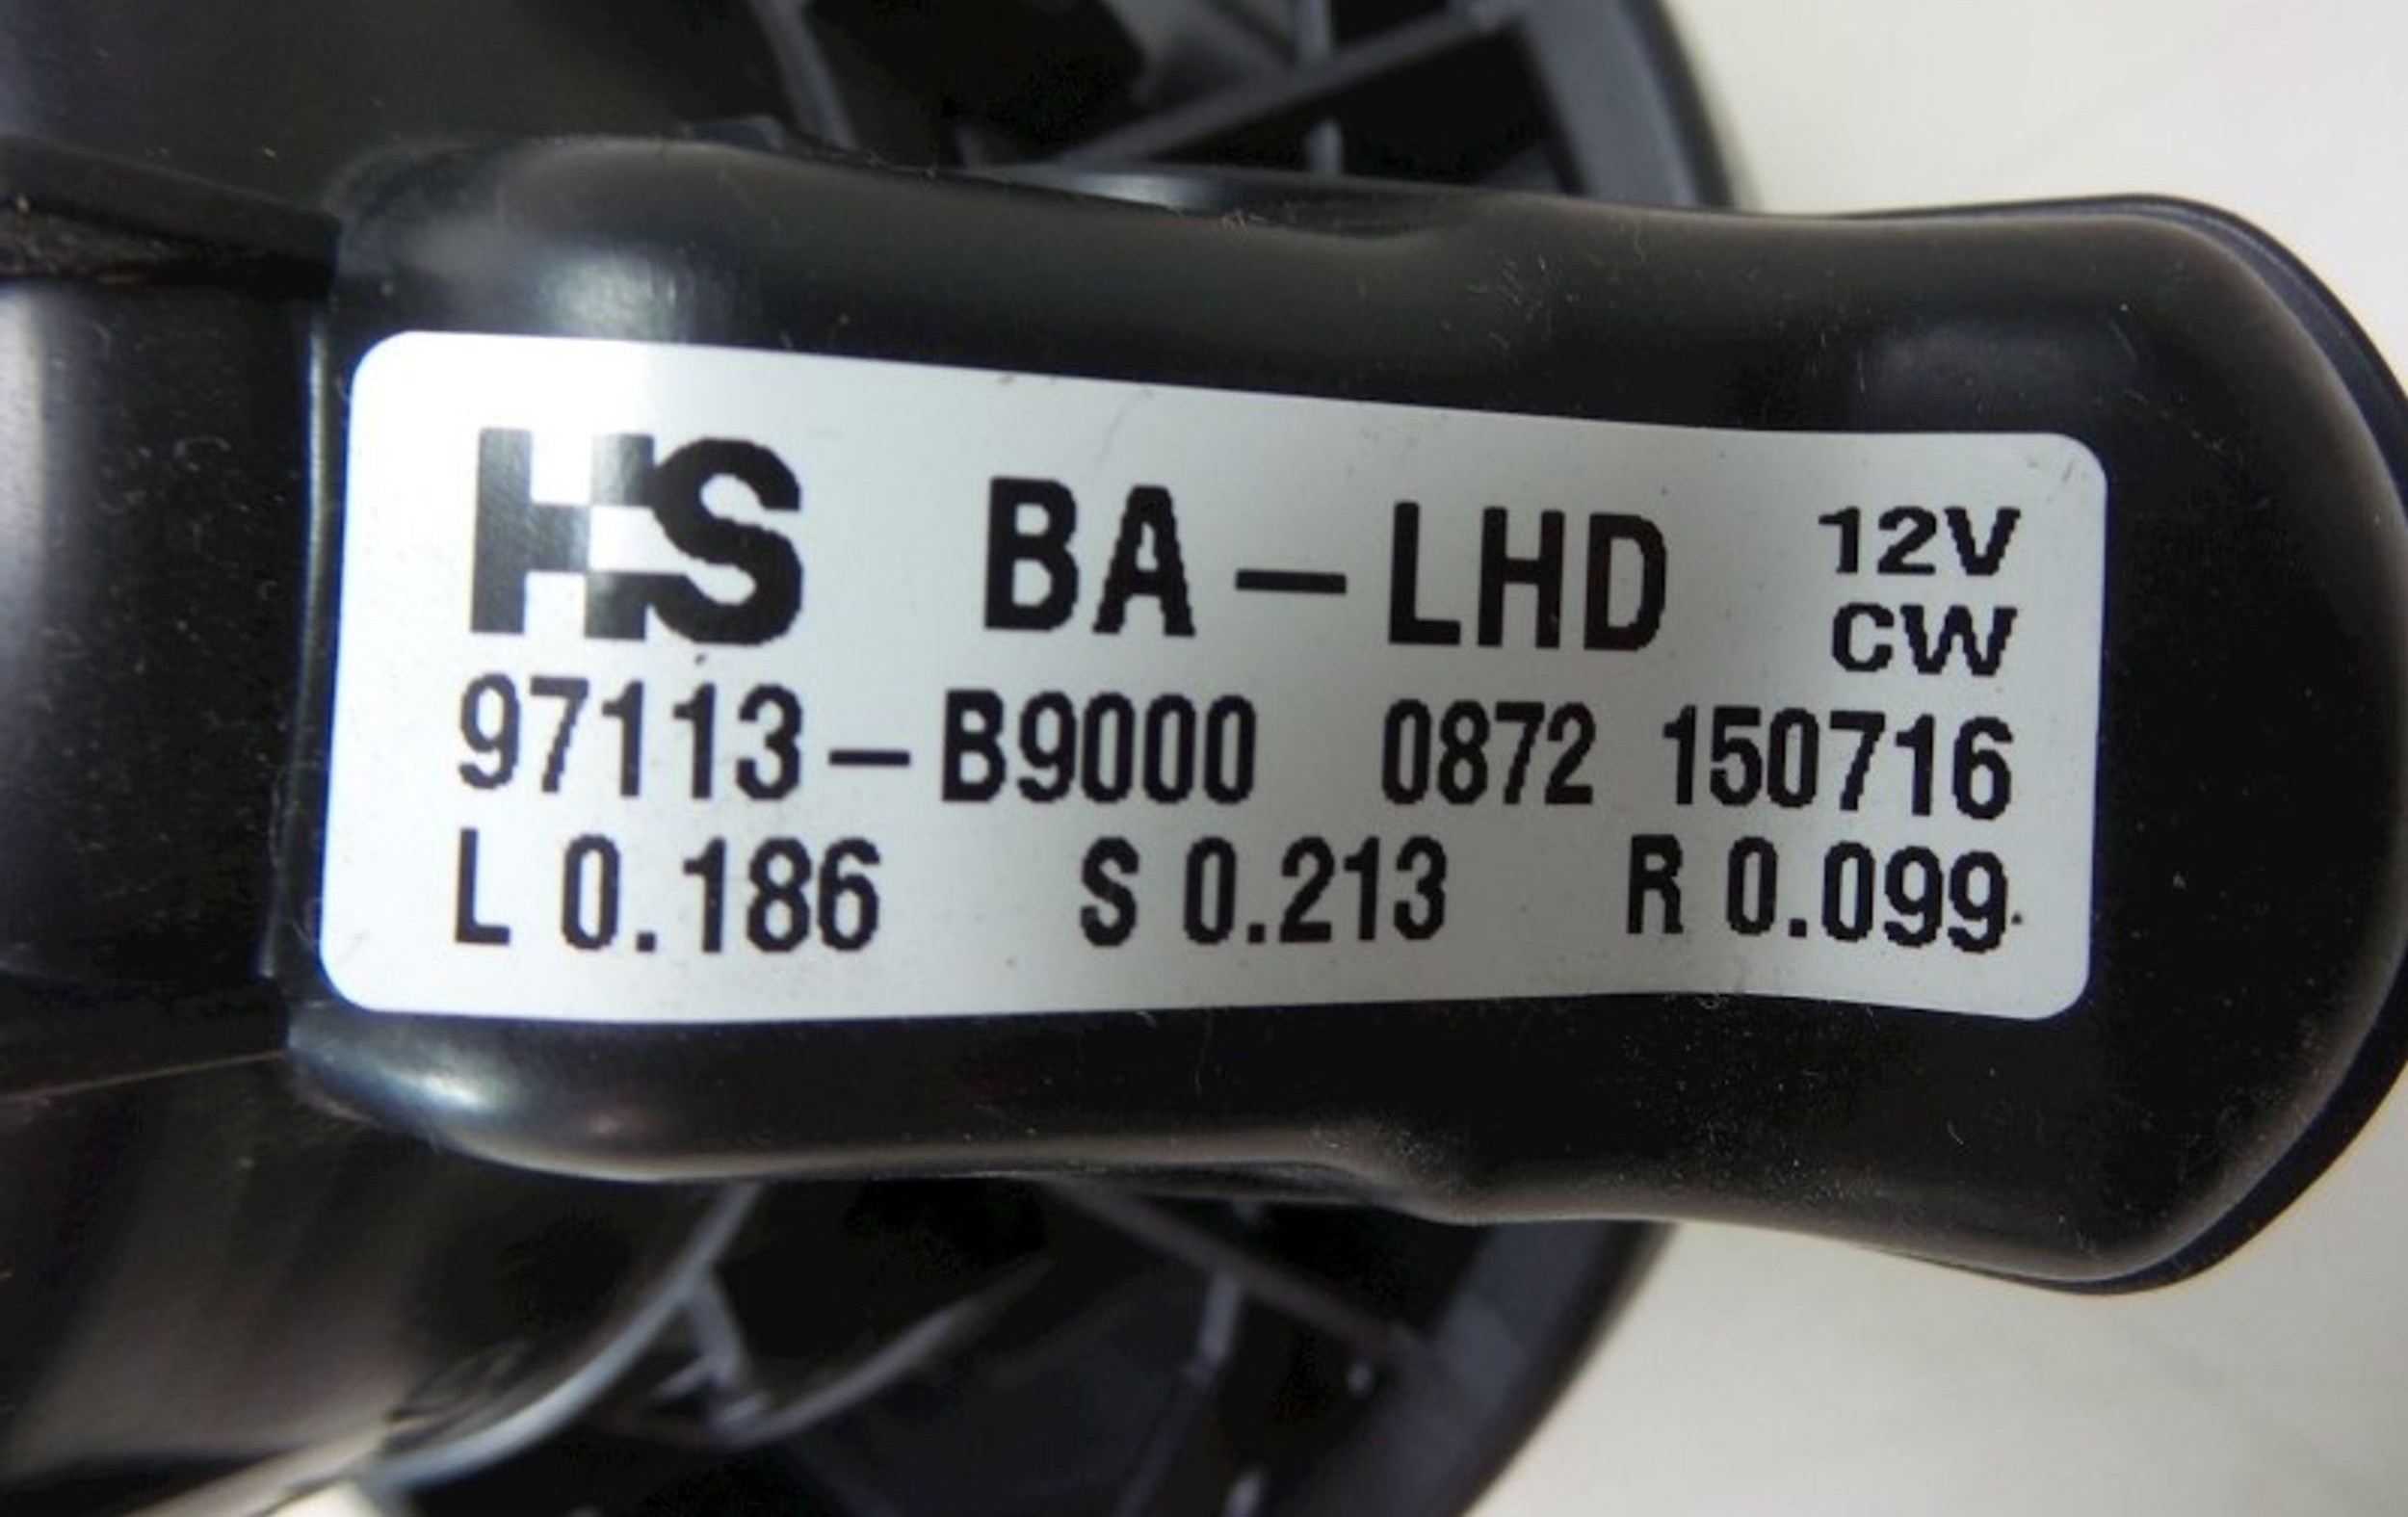 HS BA-LHD 12V
CW
97113-B9000 0872 150716
L 0.186 S 0.213 R 0.099